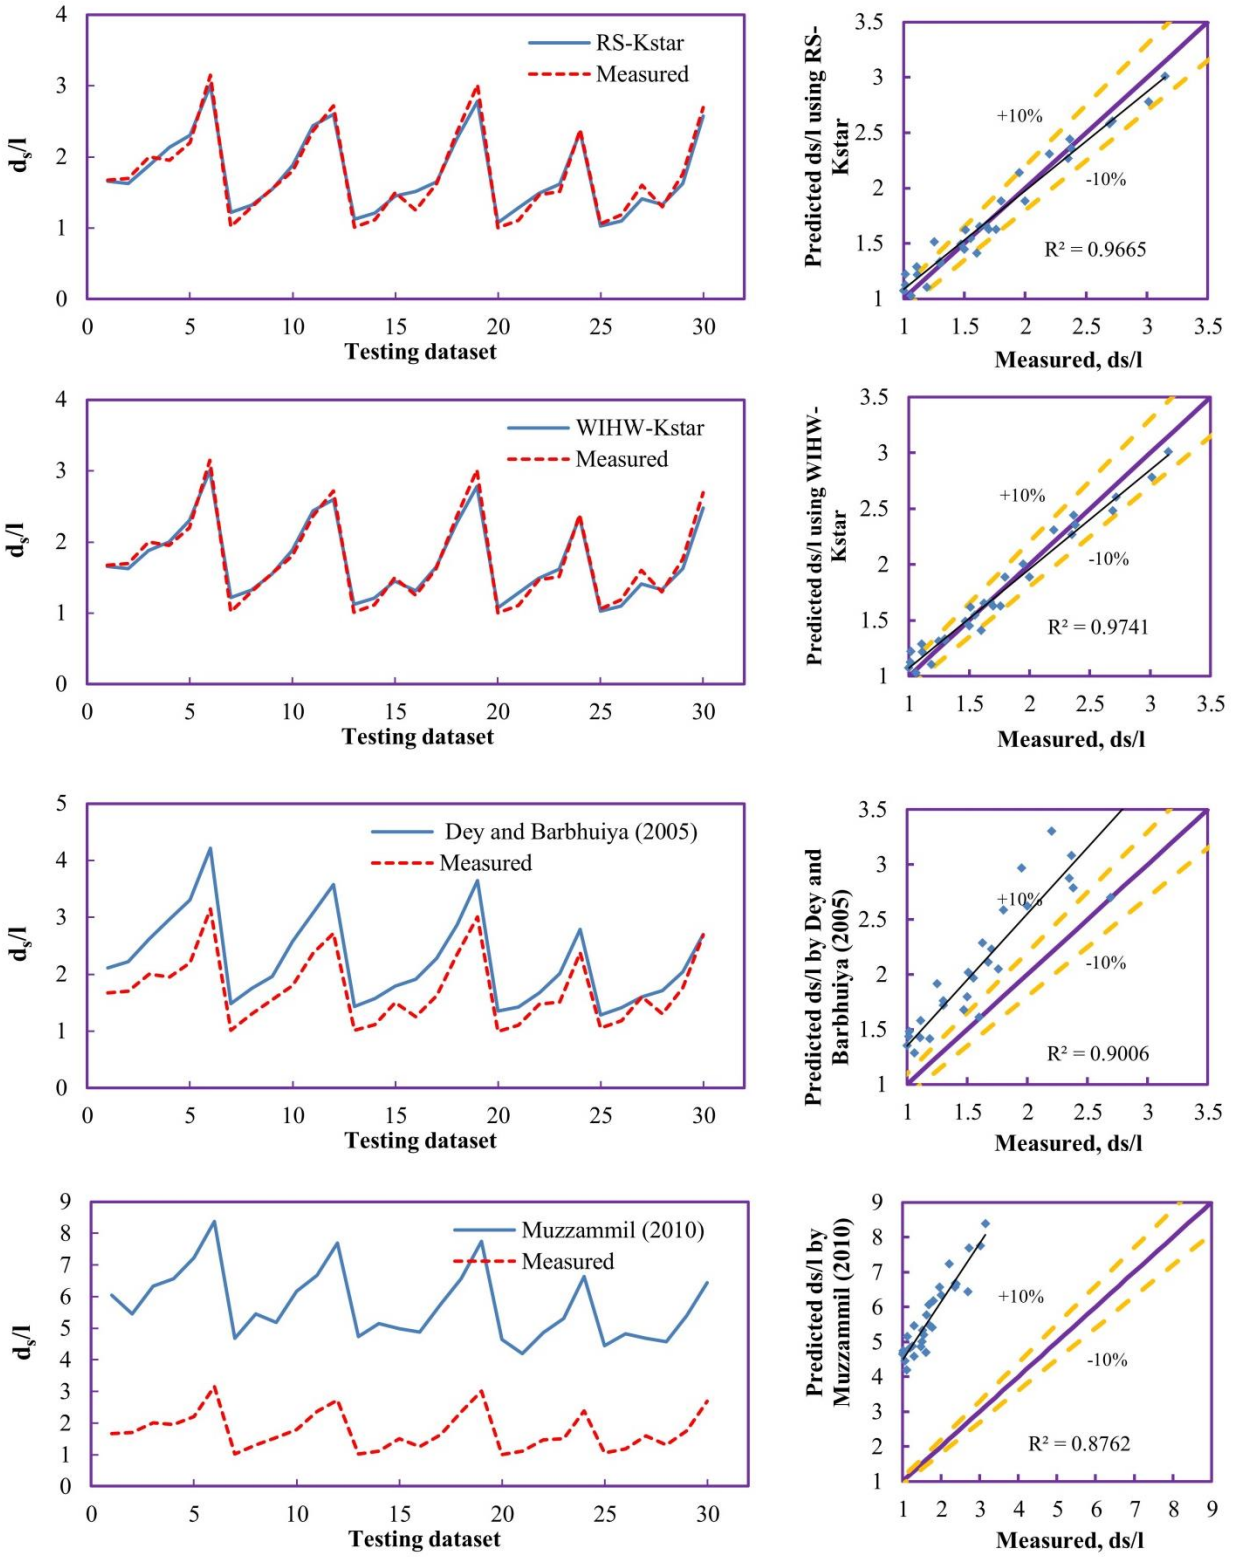 4
3
2
1
0
d_s/l
RS-Kstar
Measured
0 5 10 15 20 25 30
Testing dataset
Predicted ds/l using RS-
Kstar
3.5
3
2.5
2
1.5
1
+10%
-10%
R² = 0.9665
1 1.5 2 2.5 3 3.5
Measured, ds/l
4
3
2
1
0
d_s/l
WIHW-Kstar
Measured
0 5 10 15 20 25 30
Testing dataset
Predicted ds/l using WIHW-
Kstar
3.5
3
2.5
2
1.5
1
+10%
-10%
R² = 0.9741
1 1.5 2 2.5 3 3.5
Measured, ds/l
5
4
3
2
1
0
d_s/l
Dey and Barbhuiya (2005)
Measured
0 5 10 15 20 25 30
Testing dataset
Predicted ds/l by Dey and
Barbhuiya (2005)
3.5
3
2.5
2
1.5
1
+10%
-10%
R² = 0.9006
1 1.5 2 2.5 3 3.5
Measured, ds/l
9
8
7
6
5
4
3
2
1
0
d_s/l
Muzzammil (2010)
Measured
0 5 10 15 20 25 30
Testing dataset
Predicted ds/l by
Muzzammil (2010)
9
8
7
6
5
4
3
2
1
+10%
-10%
R² = 0.8762
1 2 3 4 5 6 7 8 9
Measured, ds/l